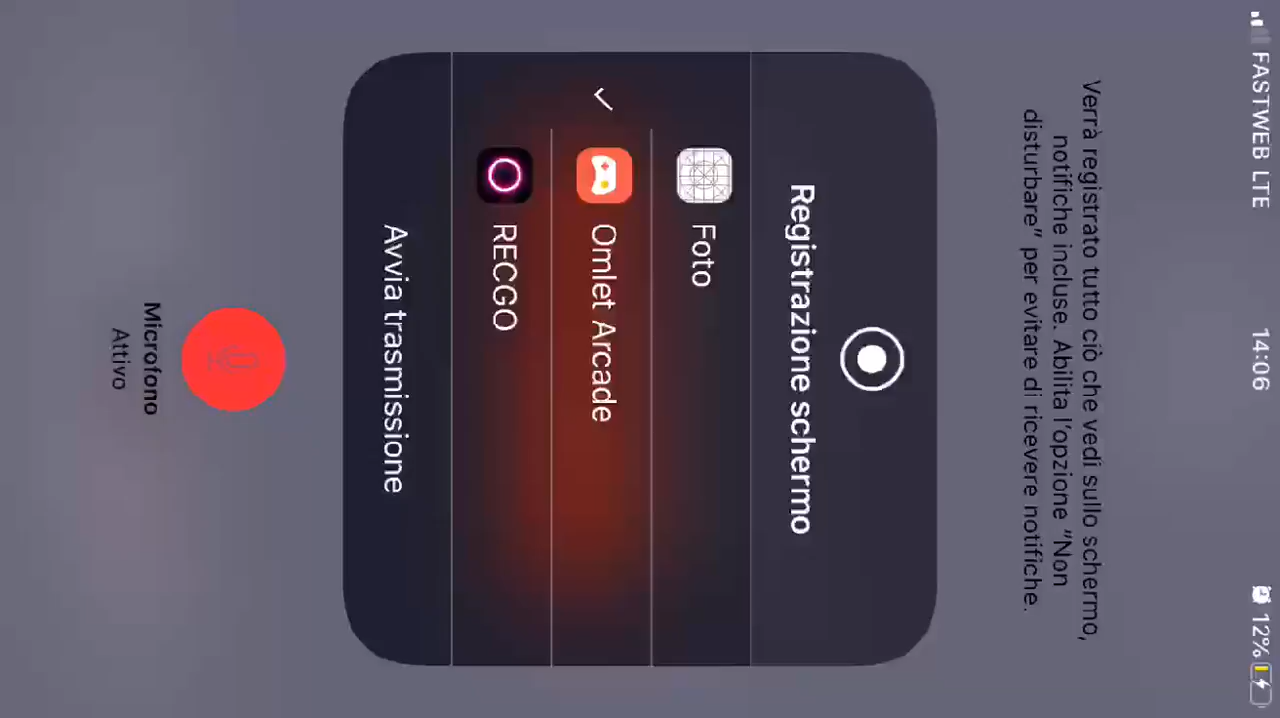 FASTWEB LTE 14:06 12%
Verrà registrato tutto ciò che vedi sullo schermo,
notifiche incluse. Abilita l'opzione "Non
disturbare" per evitare di ricevere notifiche.
Registrazione schermo
Foto
Omlet Arcade
RECGO
Avvia trasmissione
Microfono
Attivo